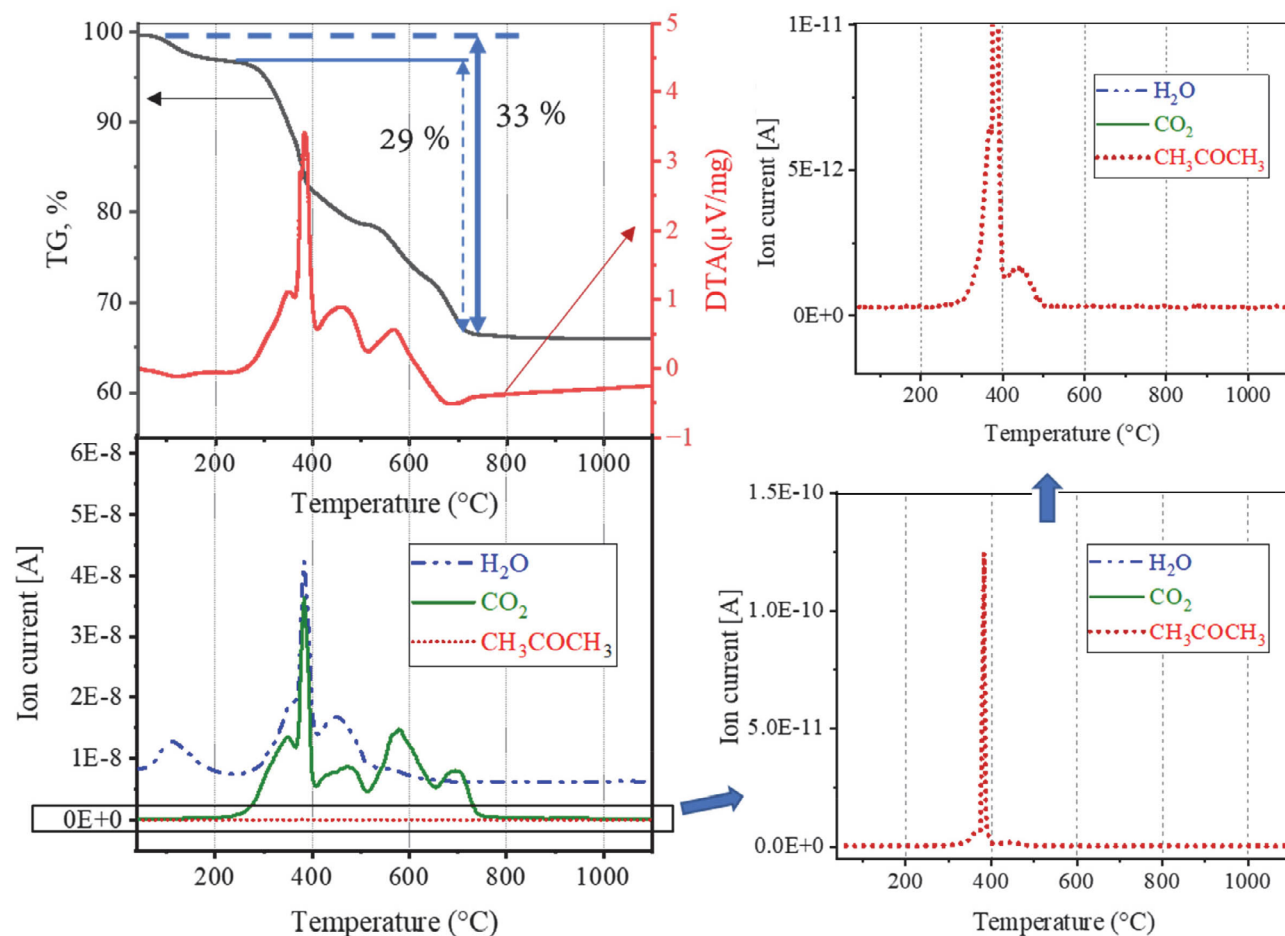 100
90
80
70
60
TG, %
29 %
33 %
5
4
3
2
1
0
−1
DTA(μV/mg)
200 400 600 800 1000
Temperature (°C)
6E-8
5E-8
4E-8
3E-8
2E-8
1E-8
0E+0
Ion current [A]
H₂O
CO₂
CH₃COCH₃
200 400 600 800 1000
Temperature (°C)
1E-11
5E-12
0E+0
Ion current [A]
H₂O
CO₂
CH₃COCH₃
200 400 600 800 1000
Temperature (°C)
1.5E-10
1.0E-10
5.0E-11
0.0E+0
Ion current [A]
H₂O
CO₂
CH₃COCH₃
200 400 600 800 1000
Temperature (°C)